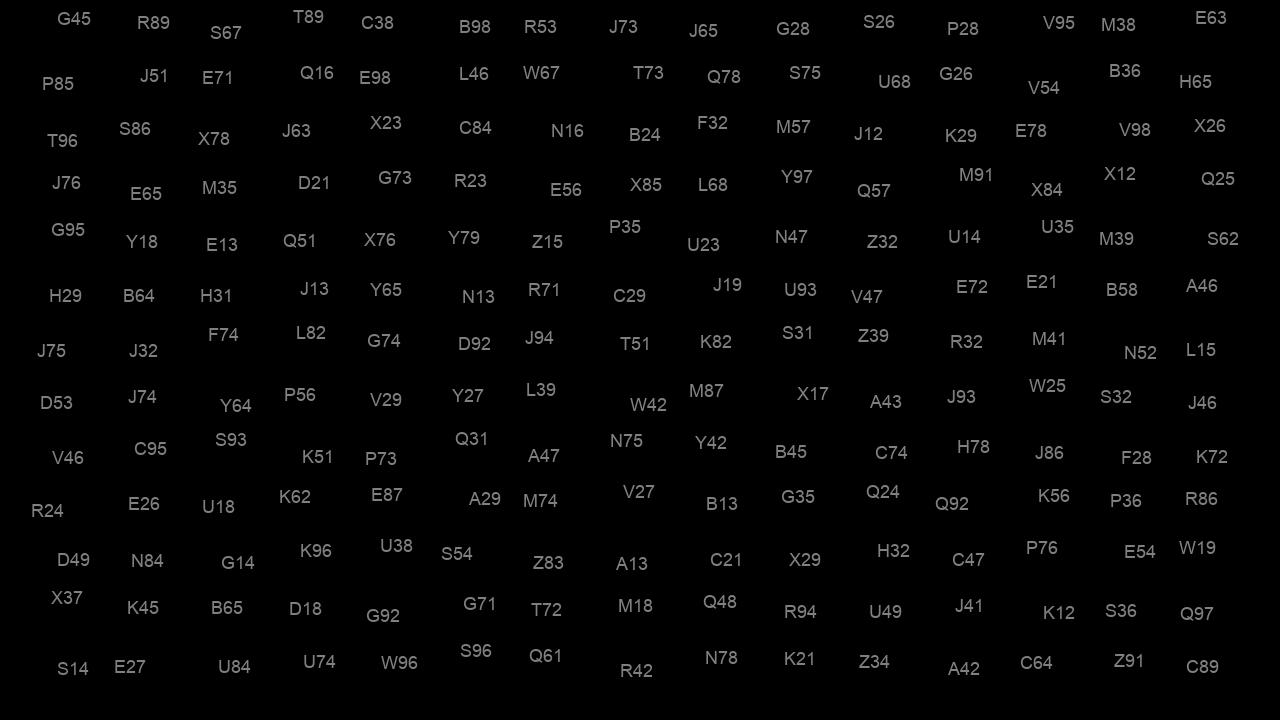 G45 R89 S67 T89 C38 B98 R53 J73 J65 G28 S26 P28 V95 M38 E63
P85 J51 E71 Q16 E98 L46 W67 T73 Q78 S75 U68 G26 V54 B36 H65
T96 S86 X78 J63 X23 C84 N16 B24 F32 M57 J12 K29 E78 V98 X26
J76 E65 M35 D21 G73 R23 E56 X85 L68 Y97 Q57 M91 X84 X12 Q25
G95 Y18 E13 Q51 X76 Y79 Z15 P35 U23 N47 Z32 U14 U35 M39 S62
H29 B64 H31 J13 Y65 N13 R71 C29 J19 U93 V47 E72 E21 B58 A46
J75 J32 F74 L82 G74 D92 J94 T51 K82 S31 Z39 R32 M41 N52 L15
D53 J74 Y64 P56 V29 Y27 L39 W42 M87 X17 A43 J93 W25 S32 J46
V46 C95 S93 K51 P73 Q31 A47 N75 Y42 B45 C74 H78 J86 F28 K72
R24 E26 U18 K62 E87 A29 M74 V27 B13 G35 Q24 Q92 K56 P36 R86
D49 N84 G14 K96 U38 S54 Z83 A13 C21 X29 H32 C47 P76 E54 W19
X37 K45 B65 D18 G92 G71 T72 M18 Q48 R94 U49 J41 K12 S36 Q97
S14 E27 U84 U74 W96 S96 Q61 R42 N78 K21 Z34 A42 C64 Z91 C89